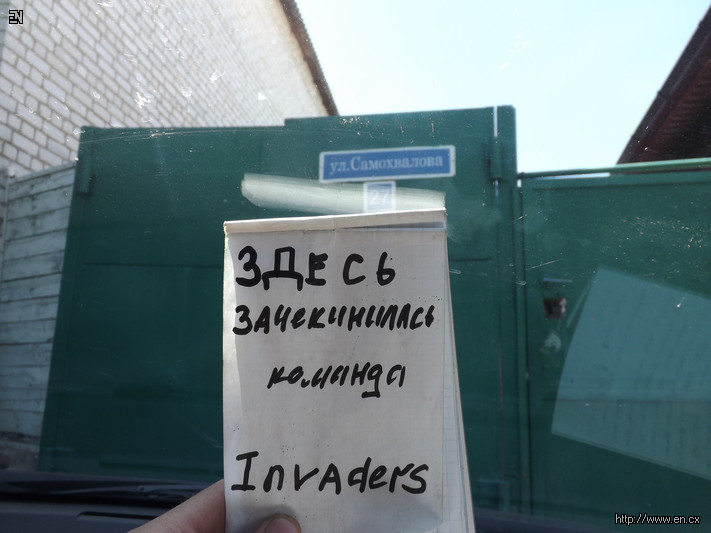 EN
ул.Самохвалова
27
ЗДЕСЬ
зачекинилась
команда
Invaders
http://www.en.cx